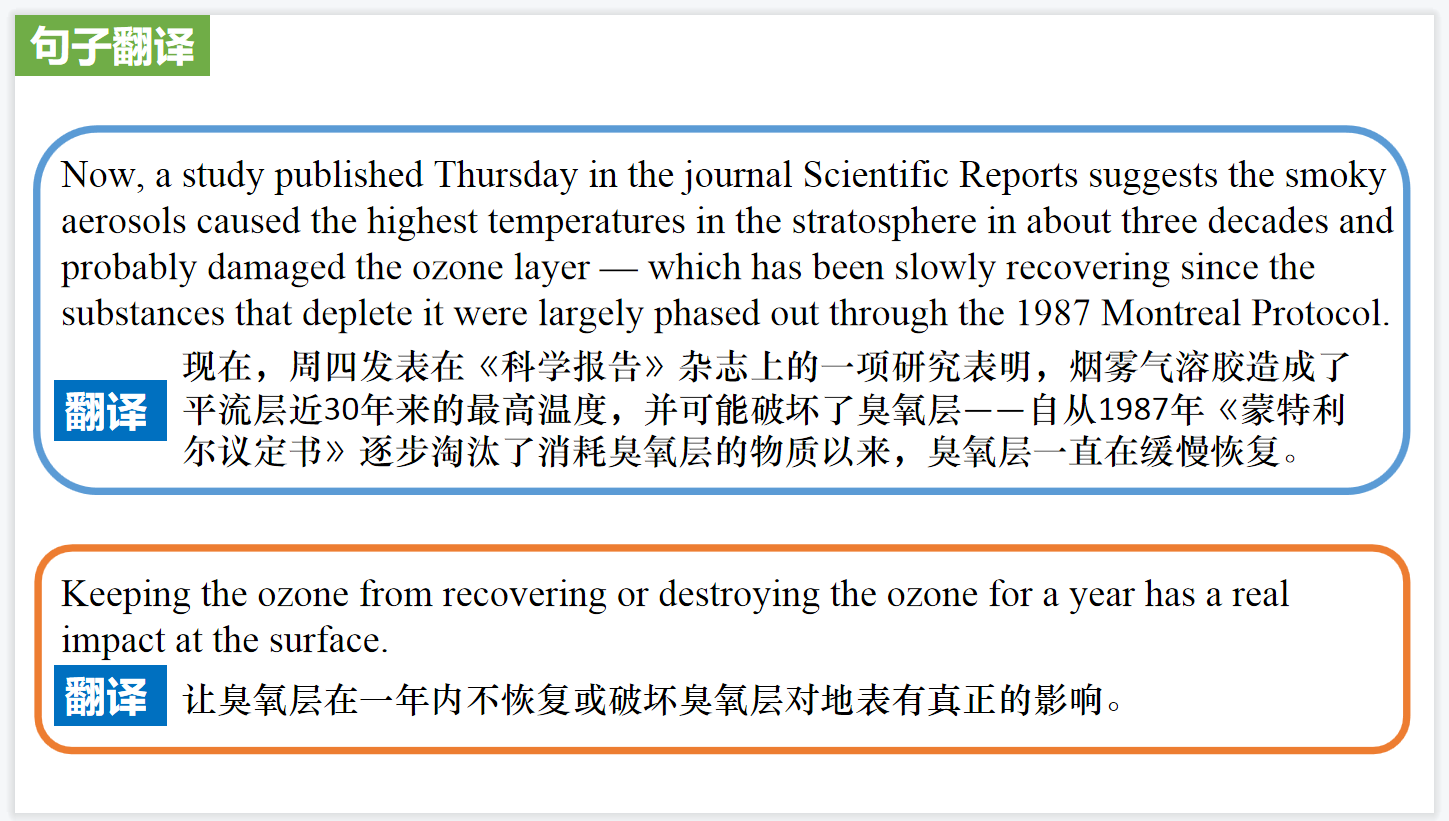 句子翻译
Now, a study published Thursday in the journal Scientific Reports suggests the smoky
aerosols caused the highest temperatures in the stratosphere in about three decades and
probably damaged the ozone layer — which has been slowly recovering since the
substances that deplete it were largely phased out through the 1987 Montreal Protocol.
翻译
现在，周四发表在《科学报告》杂志上的一项研究表明，烟雾气溶胶造成了
平流层近30年来的最高温度，并可能破坏了臭氧层——自从1987年《蒙特利
尔议定书》逐步淘汰了消耗臭氧层的物质以来，臭氧层一直在缓慢恢复。
Keeping the ozone from recovering or destroying the ozone for a year has a real
impact at the surface.
翻译
让臭氧层在一年内不恢复或破坏臭氧层对地表有真正的影响。